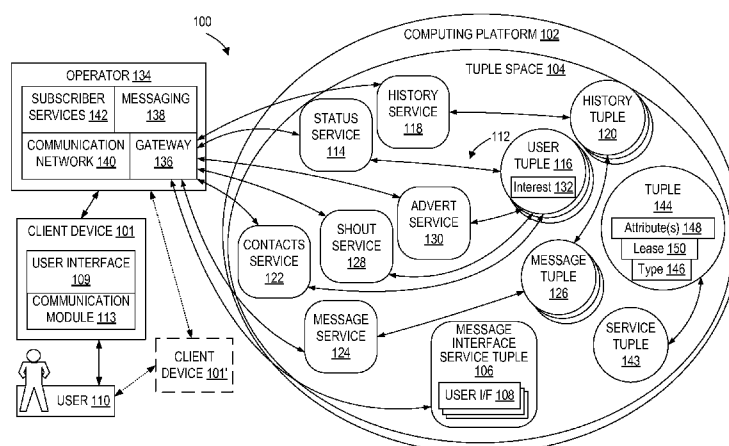 100
COMPUTING PLATFORM 102
TUPLE SPACE 104
OPERATOR 134
SUBSCRIBER
SERVICES 142
MESSAGING
138
COMMUNICATION
NETWORK 140
GATEWAY
136
STATUS
SERVICE
114
HISTORY
SERVICE
118
HISTORY
TUPLE
120
112
USER
TUPLE 116
Interest 132
TUPLE
144
Attribute(s) 148
Lease 150
Type 146
ADVERT
SERVICE
130
SHOUT
SERVICE
128
CONTACTS
SERVICE
122
MESSAGE
TUPLE
126
CLIENT DEVICE 101
USER INTERFACE
109
COMMUNICATION
MODULE 113
MESSAGE
SERVICE
124
MESSAGE
INTERFACE
SERVICE TUPLE
106
USER I/F 108
SERVICE
TUPLE
143
CLIENT
DEVICE
101'
USER 110